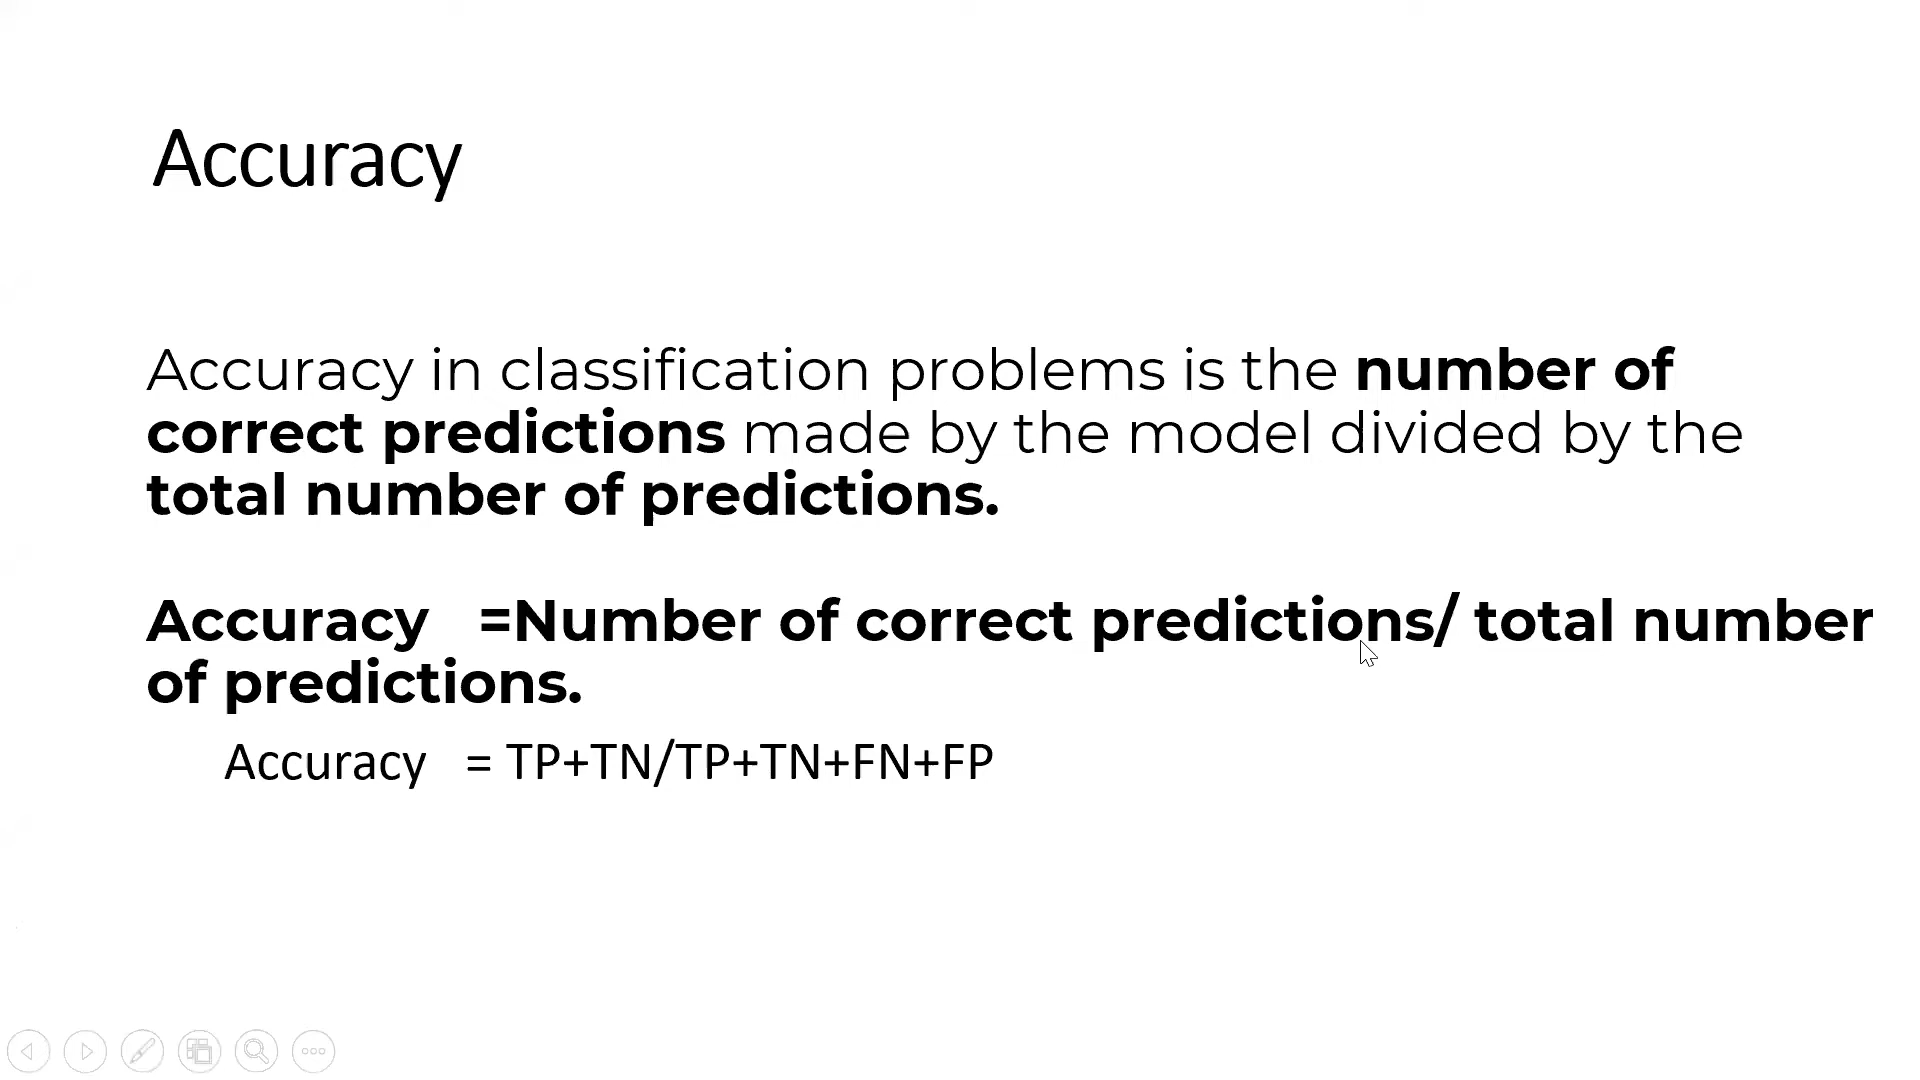 Accuracy
Accuracy in classification problems is the number of
correct predictions made by the model divided by the
total number of predictions.
Accuracy =Number of correct predictions/ total number
of predictions.
Accuracy = TP+TN/TP+TN+FN+FP